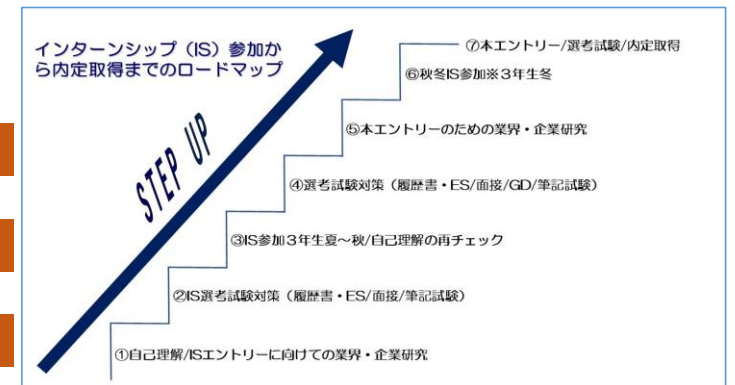 インターンシップ（IS）参加か
ら内定取得までのロードマップ
⑦本エントリー/選考試験/内定取得
⑥秋冬IS参加※３年生冬
⑤本エントリーのための業界・企業研究
STEP UP
④選考試験対策（履歴書・ES/面接/GD/筆記試験）
③IS参加３年生夏～秋/自己理解の再チェック
②IS選考試験対策（履歴書・ES/面接/筆記試験）
①自己理解/ISエントリーに向けての業界・企業研究